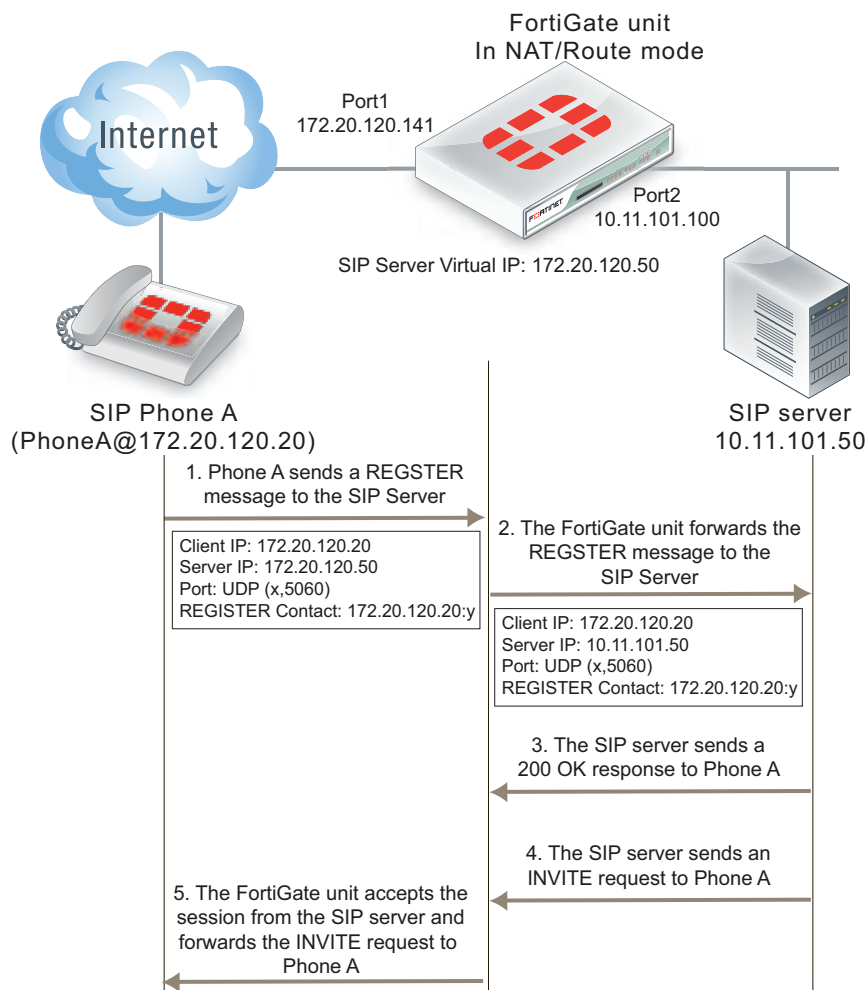 FortiGate unit
In NAT/Route mode
Port1
172.20.120.141
Internet
FORTINET
Port2
10.11.101.100
SIP Server Virtual IP: 172.20.120.50
SIP Phone A
(PhoneA@172.20.120.20)
SIP server
10.11.101.50
1. Phone A sends a REGSTER
message to the SIP Server
Client IP: 172.20.120.20
Server IP: 172.20.120.50
Port: UDP (x,5060)
REGISTER Contact: 172.20.120.20:y
2. The FortiGate unit forwards the
REGSTER message to the
SIP Server
Client IP: 172.20.120.20
Server IP: 10.11.101.50
Port: UDP (x,5060)
REGISTER Contact: 172.20.120.20:y
3. The SIP server sends a
200 OK response to Phone A
4. The SIP server sends an
INVITE request to Phone A
5. The FortiGate unit accepts the
session from the SIP server and
forwards the INVITE request to
Phone A